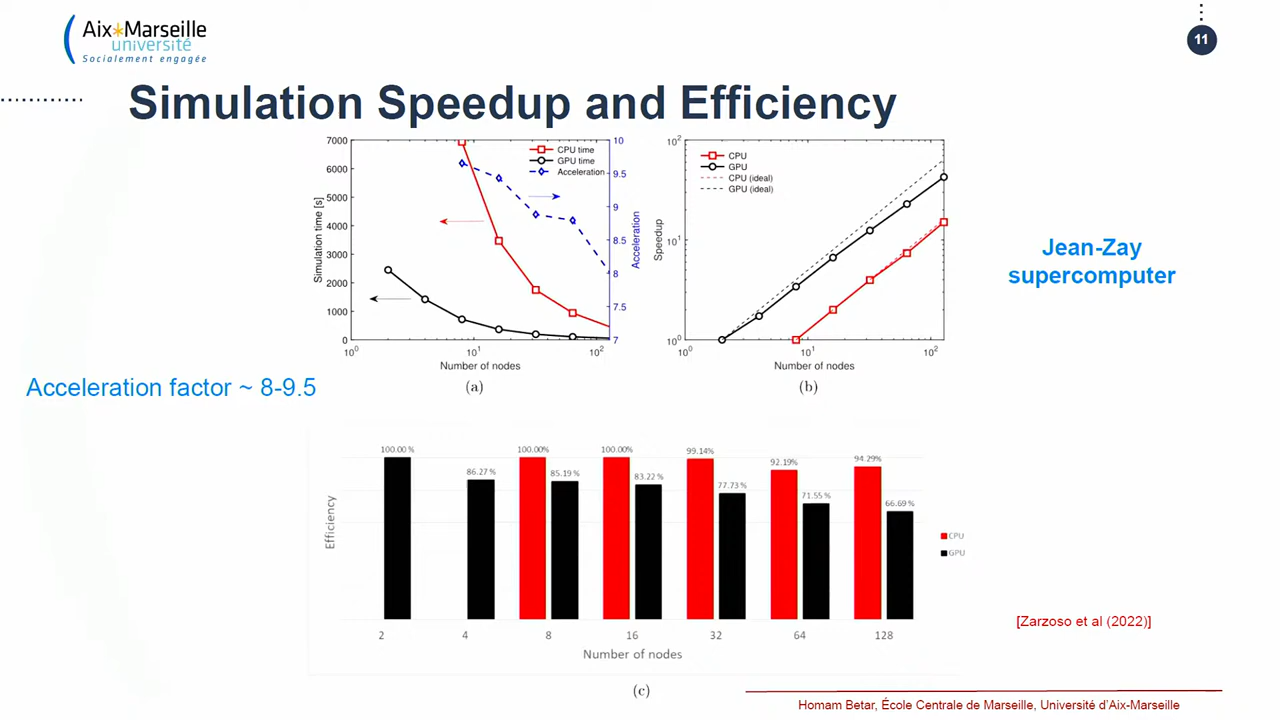 Aix*Marseille
université
Socialement engagée
11
Simulation Speedup and Efficiency
7000
6000
5000
4000
3000
2000
1000
0
Simulation time [s]
CPU time
GPU time
Acceleration
10
9.5
9
8.5
8
7.5
7
Acceleration
10^0
10^1
10^2
Number of nodes
(a)
10^2
10^1
10^0
Speedup
CPU
GPU
CPU (ideal)
GPU (ideal)
10^0
10^1
10^2
Number of nodes
(b)
Jean-Zay
supercomputer
Acceleration factor ~ 8-9.5
Efficiency
100.00 %
86.27 %
100.00%
85.19 %
100.00%
83.22 %
99.14%
77.73 %
92.19%
71.55 %
94.29%
66.69 %
CPU
GPU
2
4
8
16
32
64
128
Number of nodes
(c)
[Zarzoso et al (2022)]
Homam Betar, École Centrale de Marseille, Université d'Aix-Marseille